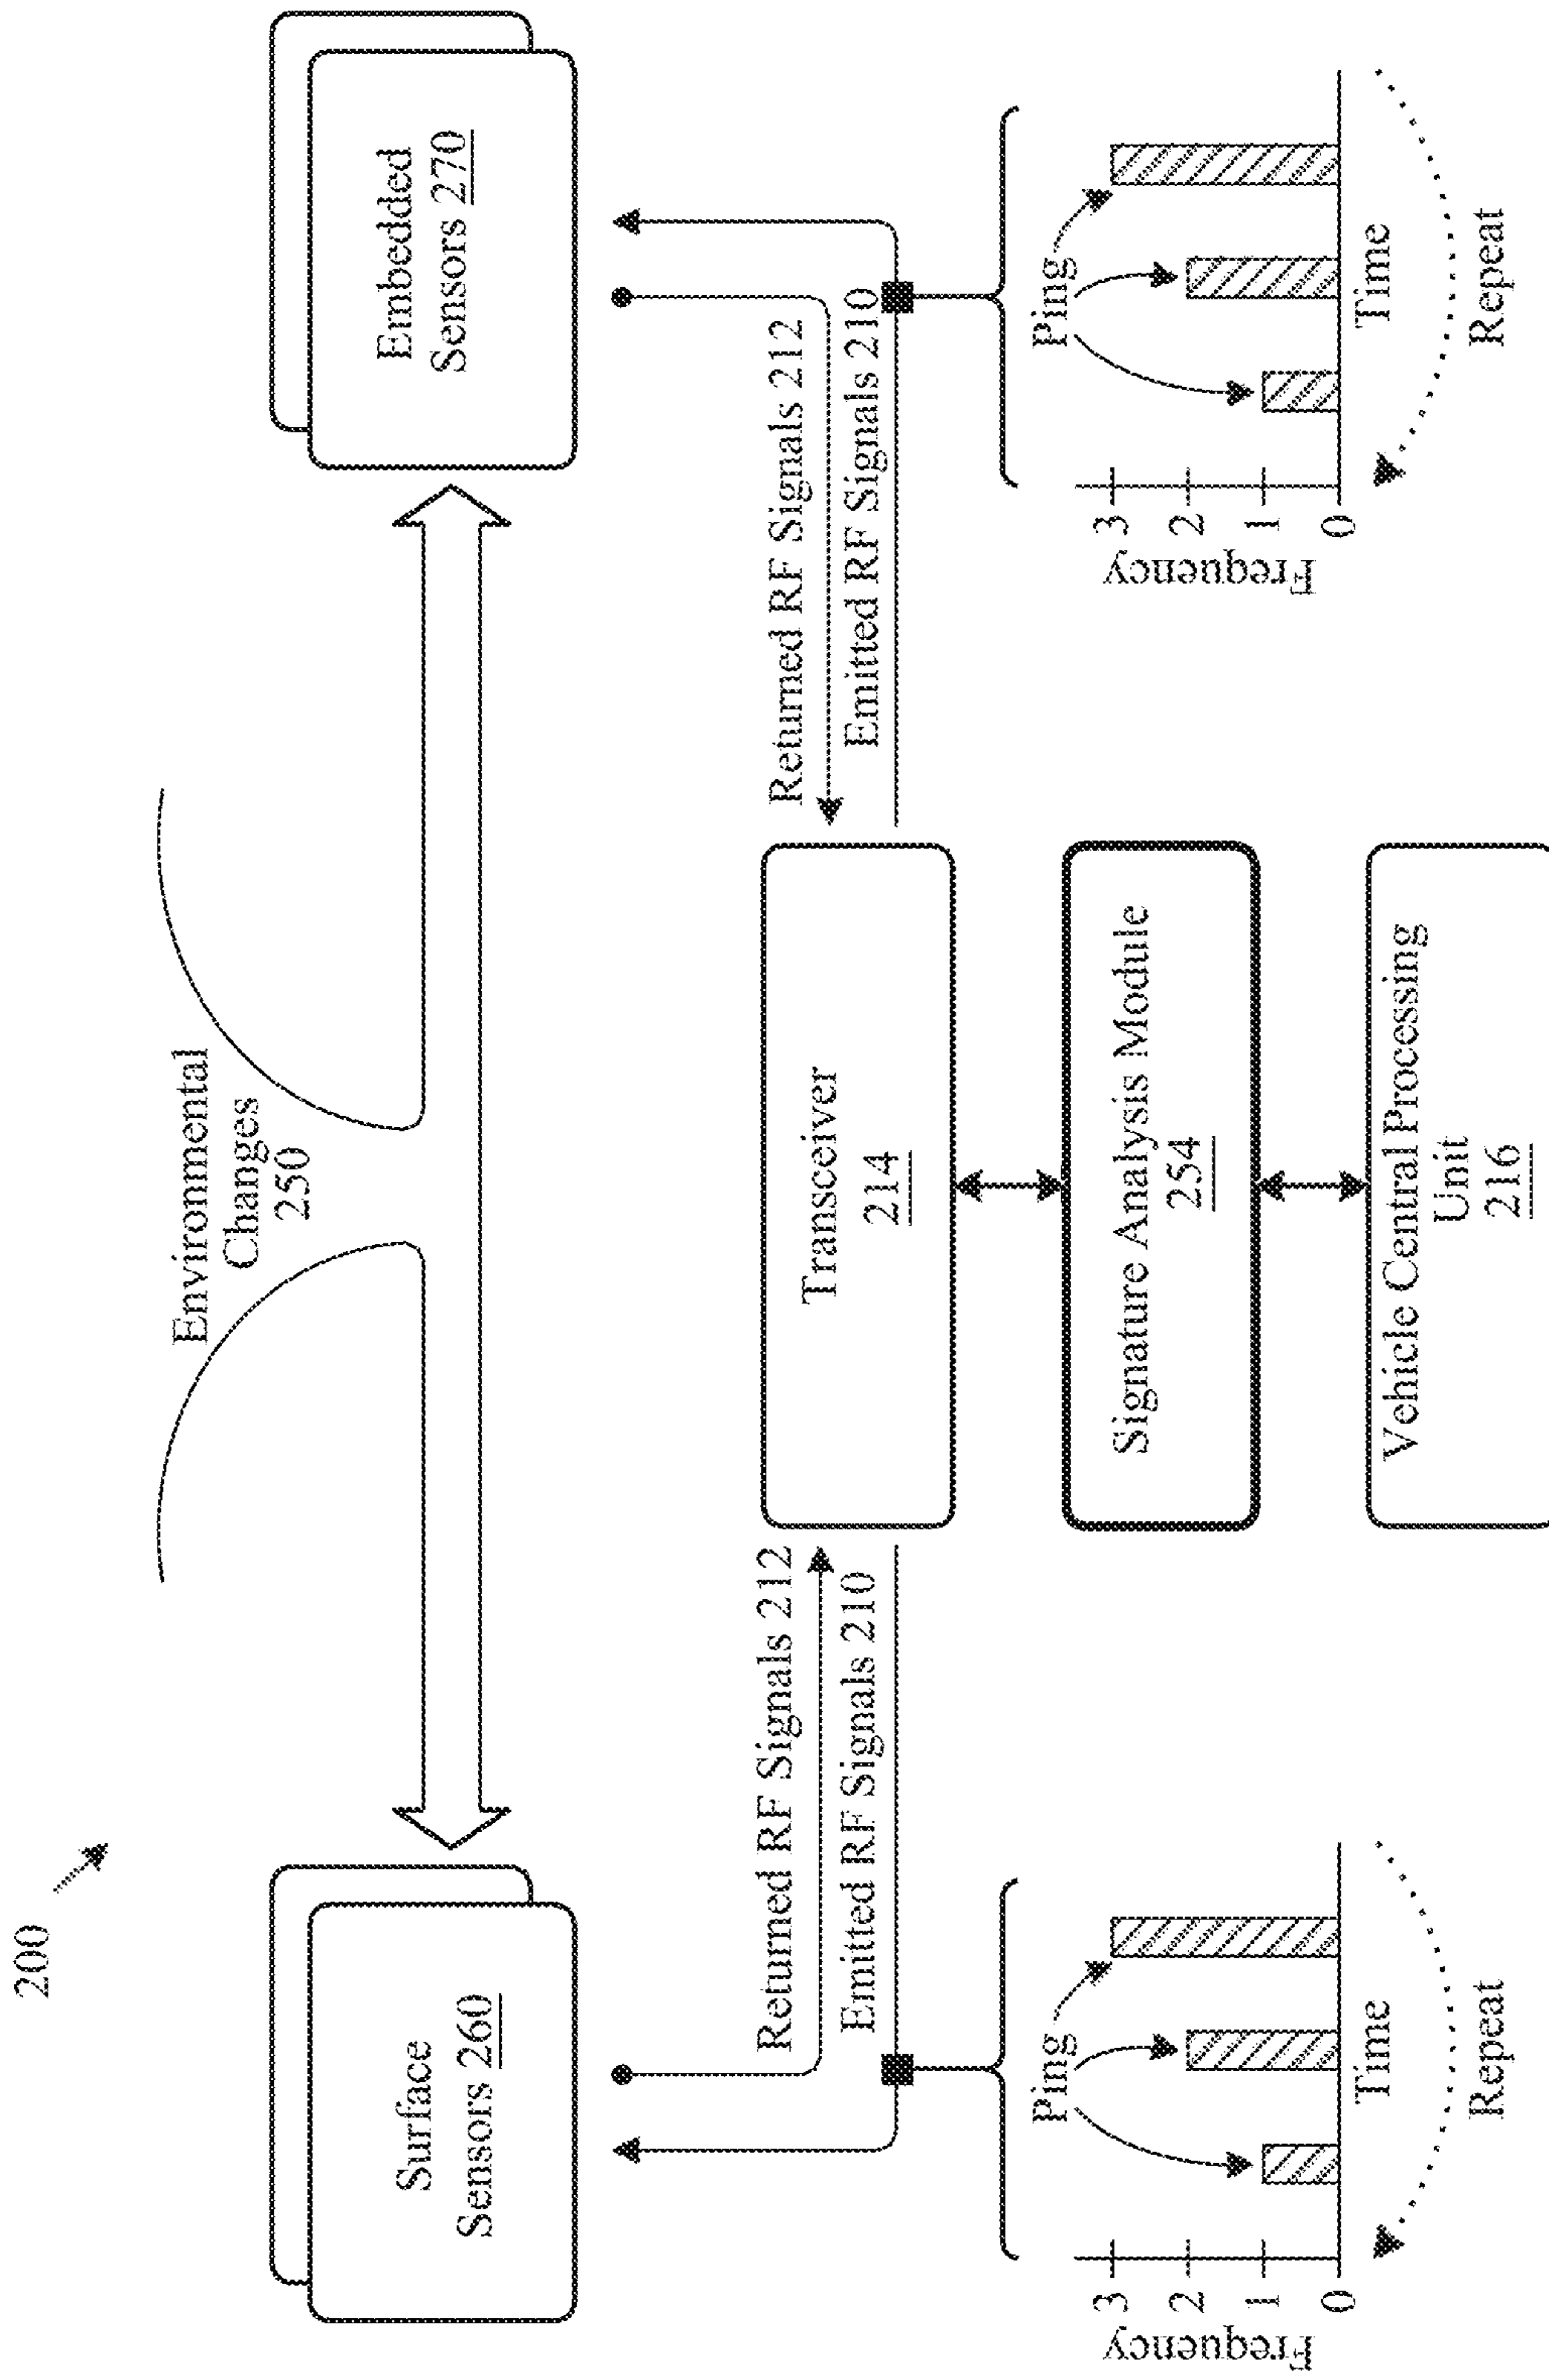 200
Environmental
Changes
250
Surface
Sensors 260
Embedded
Sensors 270
Returned RF Signals 212
Emitted RF Signals 210
Returned RF Signals 212
Emitted RF Signals 210
Transceiver
214
Signature Analysis Module
254
Vehicle Central Processing
Unit
216
Frequency
3
2
1
0
Ping
Time
Repeat
Frequency
3
2
1
0
Ping
Time
Repeat